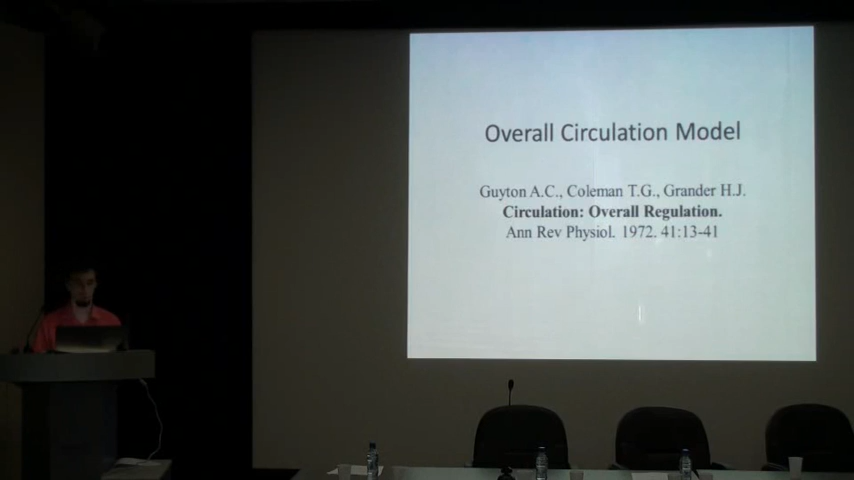 Overall Circulation Model
Guyton A.C., Coleman T.G., Grander H.J.
Circulation: Overall Regulation.
Ann Rev Physiol. 1972. 41:13-41